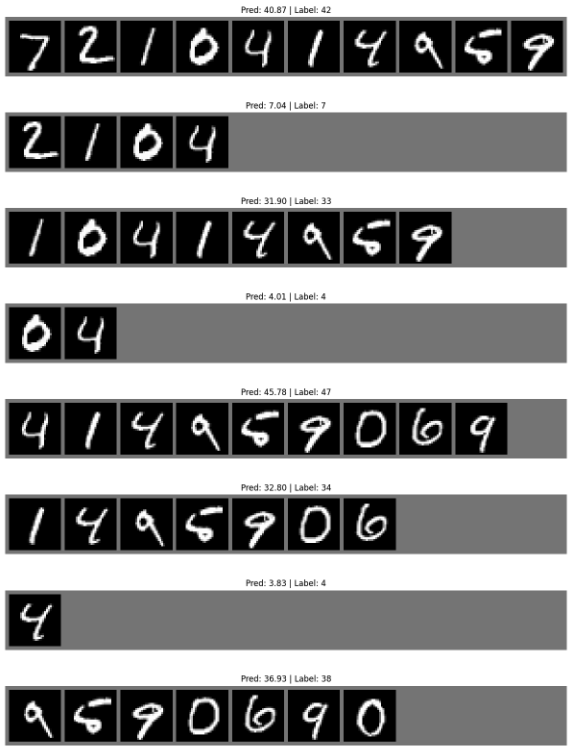 Pred: 40.87 | Label: 42
7 2 1 0 4 1 4 9 5 9
Pred: 7.04 | Label: 7
2 1 0 4
Pred: 31.90 | Label: 33
1 0 4 1 4 9 5 9
Pred: 4.01 | Label: 4
0 4
Pred: 45.78 | Label: 47
4 1 4 9 5 9 0 6 9
Pred: 32.80 | Label: 34
1 4 9 5 9 0 6
Pred: 3.83 | Label: 4
4
Pred: 36.93 | Label: 38
9 5 9 0 6 9 0